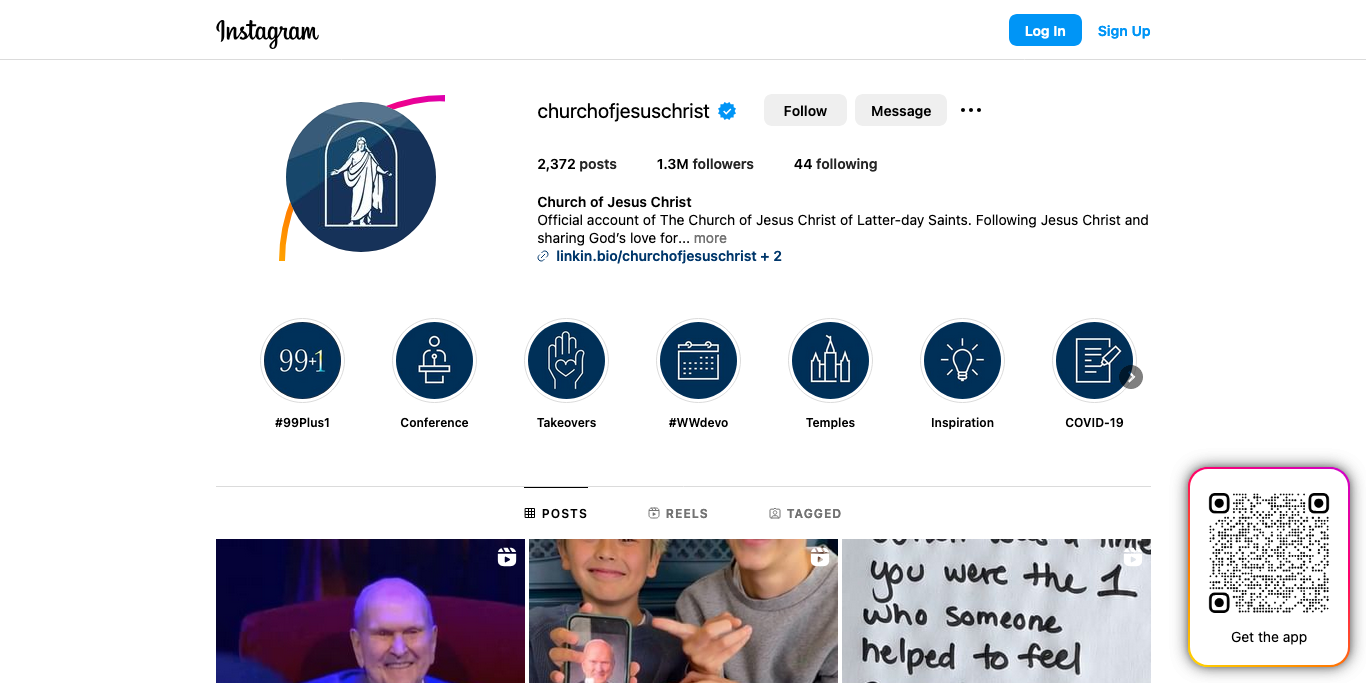 Instagram
Log In
Sign Up
churchofjesuschrist
Follow
Message
2,372 posts
1.3M followers
44 following
Church of Jesus Christ
Official account of The Church of Jesus Christ of Latter-day Saints. Following Jesus Christ and
sharing God’s love for... more
linkin.bio/churchofjesuschrist + 2
99+1
#99Plus1
Conference
Takeovers
#WWdevo
Temples
Inspiration
COVID-19
POSTS
REELS
TAGGED
you were the 1
who someone
helped to feel
Get the app